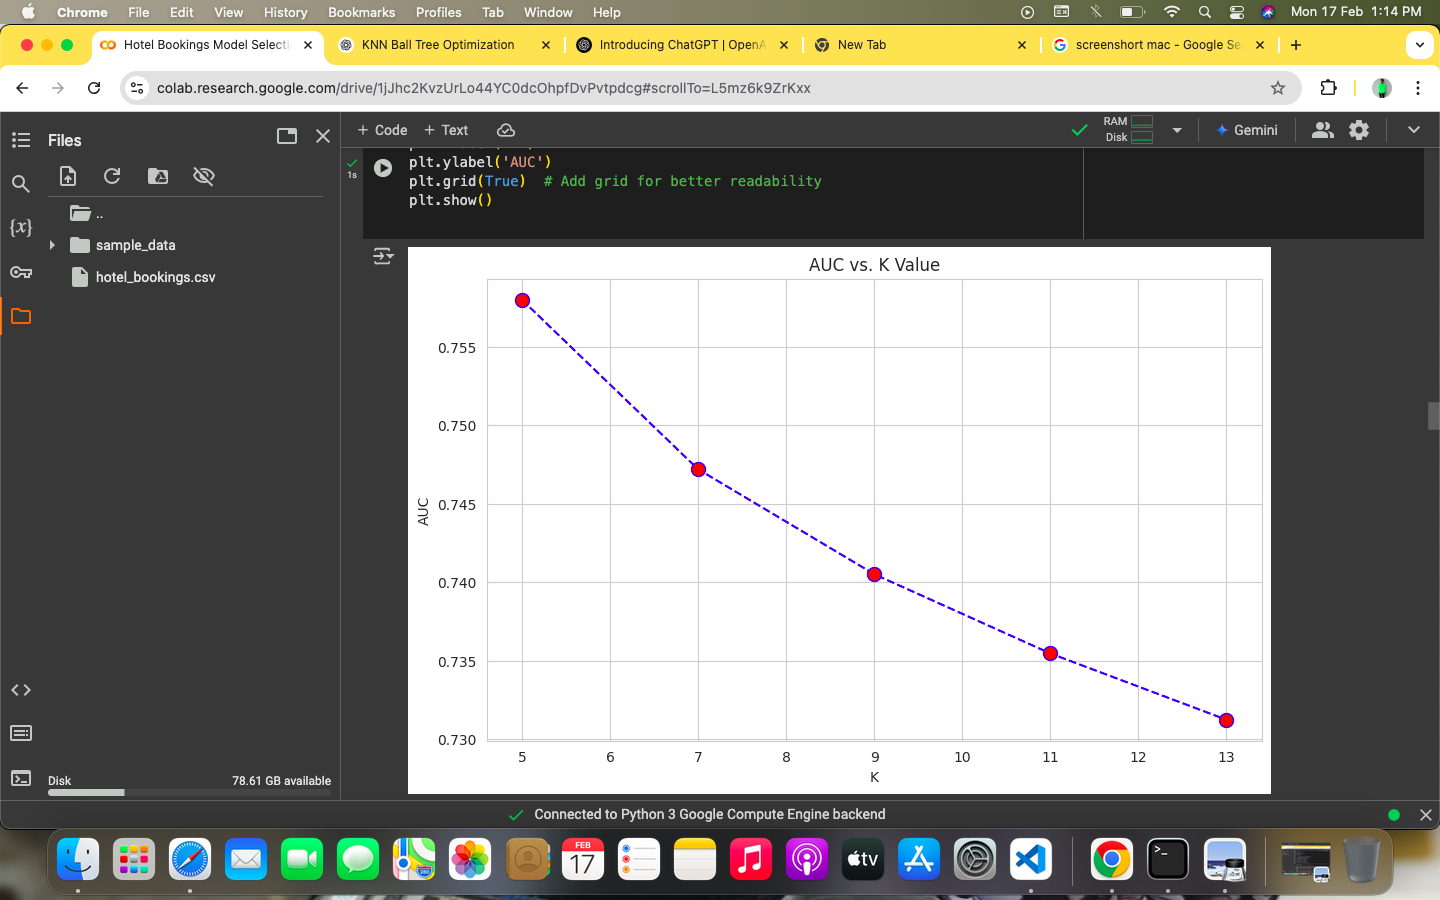 Chrome File Edit View History Bookmarks Profiles Tab Window Help Mon 17 Feb 1:14 PM
Hotel Bookings Model Selecti
KNN Ball Tree Optimization
Introducing ChatGPT | OpenA
New Tab
screenshort mac - Google Se
colab.research.google.com/drive/1jJhc2KvzUrLo44YC0dcOhpfDvPvtpdcg#scrollTo=L5mz6k9ZrKxx
Files
+ Code + Text
RAM
Disk
Gemini
..
sample_data
hotel_bookings.csv
{x}
1s
plt.ylabel('AUC')
plt.grid(True)  # Add grid for better readability
plt.show()
AUC vs. K Value
0.755
0.750
0.745
0.740
0.735
0.730
AUC
5 6 7 8 9 10 11 12 13
K
Disk 78.61 GB available
Connected to Python 3 Google Compute Engine backend
FEB
17
tv
280
>_